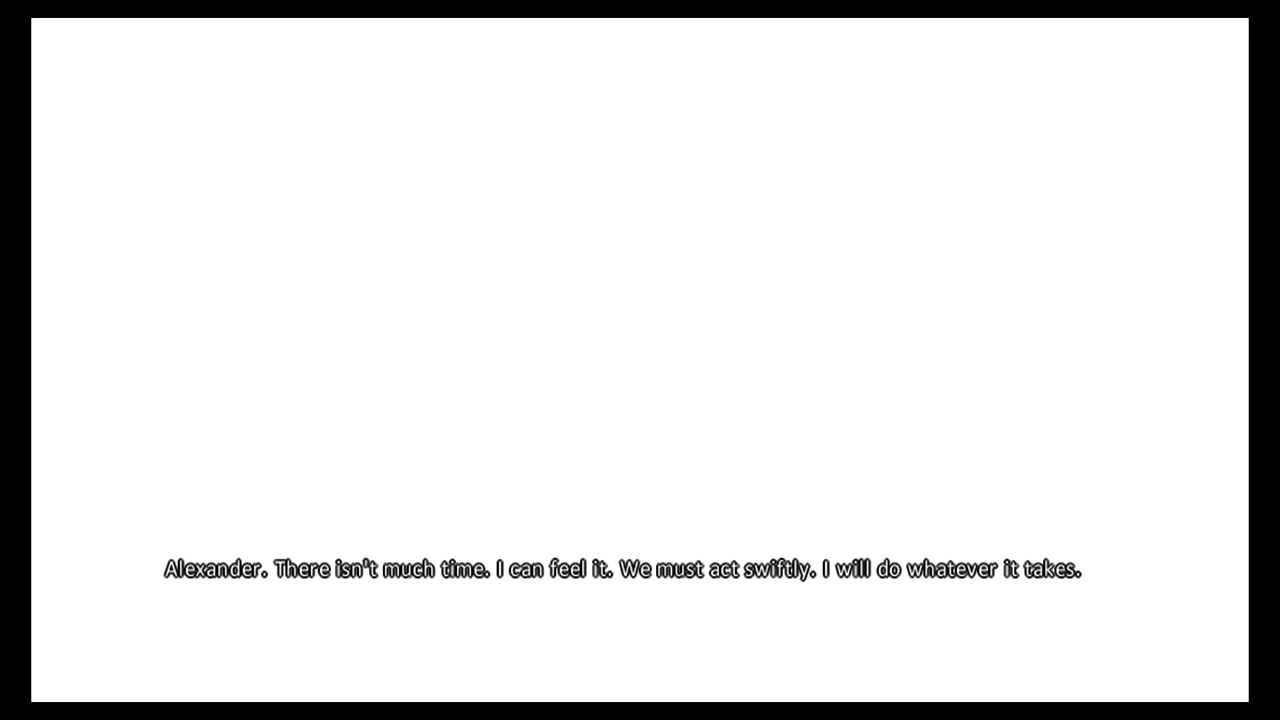 Alexander. There isn't much time. I can feel it. We must act swiftly. I will do whatever it takes.